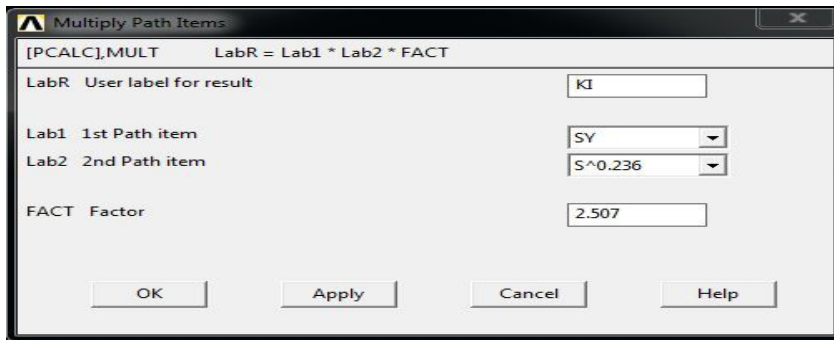 Multiply Path Items
[PCALC],MULT LabR = Lab1 * Lab2 * FACT
LabR User label for result KI
Lab1 1st Path item SY
Lab2 2nd Path item S^0.236
FACT Factor 2.507
OK Apply Cancel Help